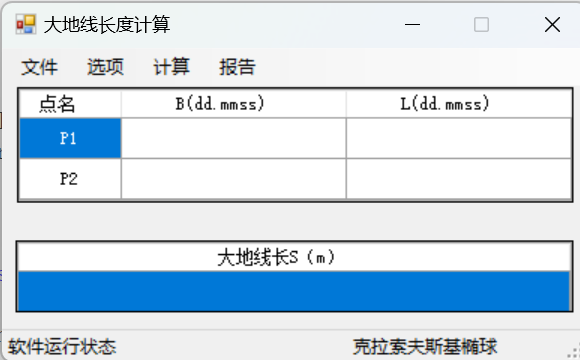 大地线长度计算
文件 选项 计算 报告
点名 B(dd.mmss) L(dd.mmss)
P1
P2
大地线长S（m）
软件运行状态 克拉索夫斯基椭球